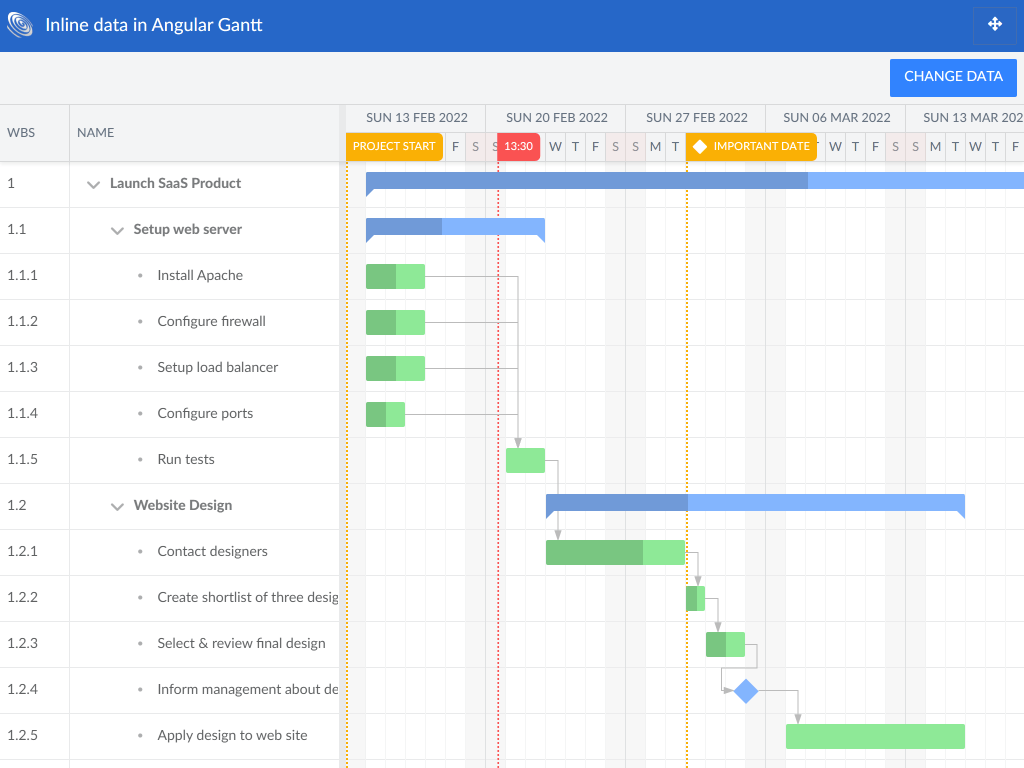 Inline data in Angular Gantt
CHANGE DATA
WBS NAME
SUN 13 FEB 2022 SUN 20 FEB 2022 SUN 27 FEB 2022 SUN 06 MAR 2022 SUN 13 MAR 202
PROJECT START F S S 13:30 W T F S S M T IMPORTANT DATE W T F S S M T W T F
1 Launch SaaS Product
1.1 Setup web server
1.1.1 Install Apache
1.1.2 Configure firewall
1.1.3 Setup load balancer
1.1.4 Configure ports
1.1.5 Run tests
1.2 Website Design
1.2.1 Contact designers
1.2.2 Create shortlist of three desig
1.2.3 Select & review final design
1.2.4 Inform management about de
1.2.5 Apply design to web site